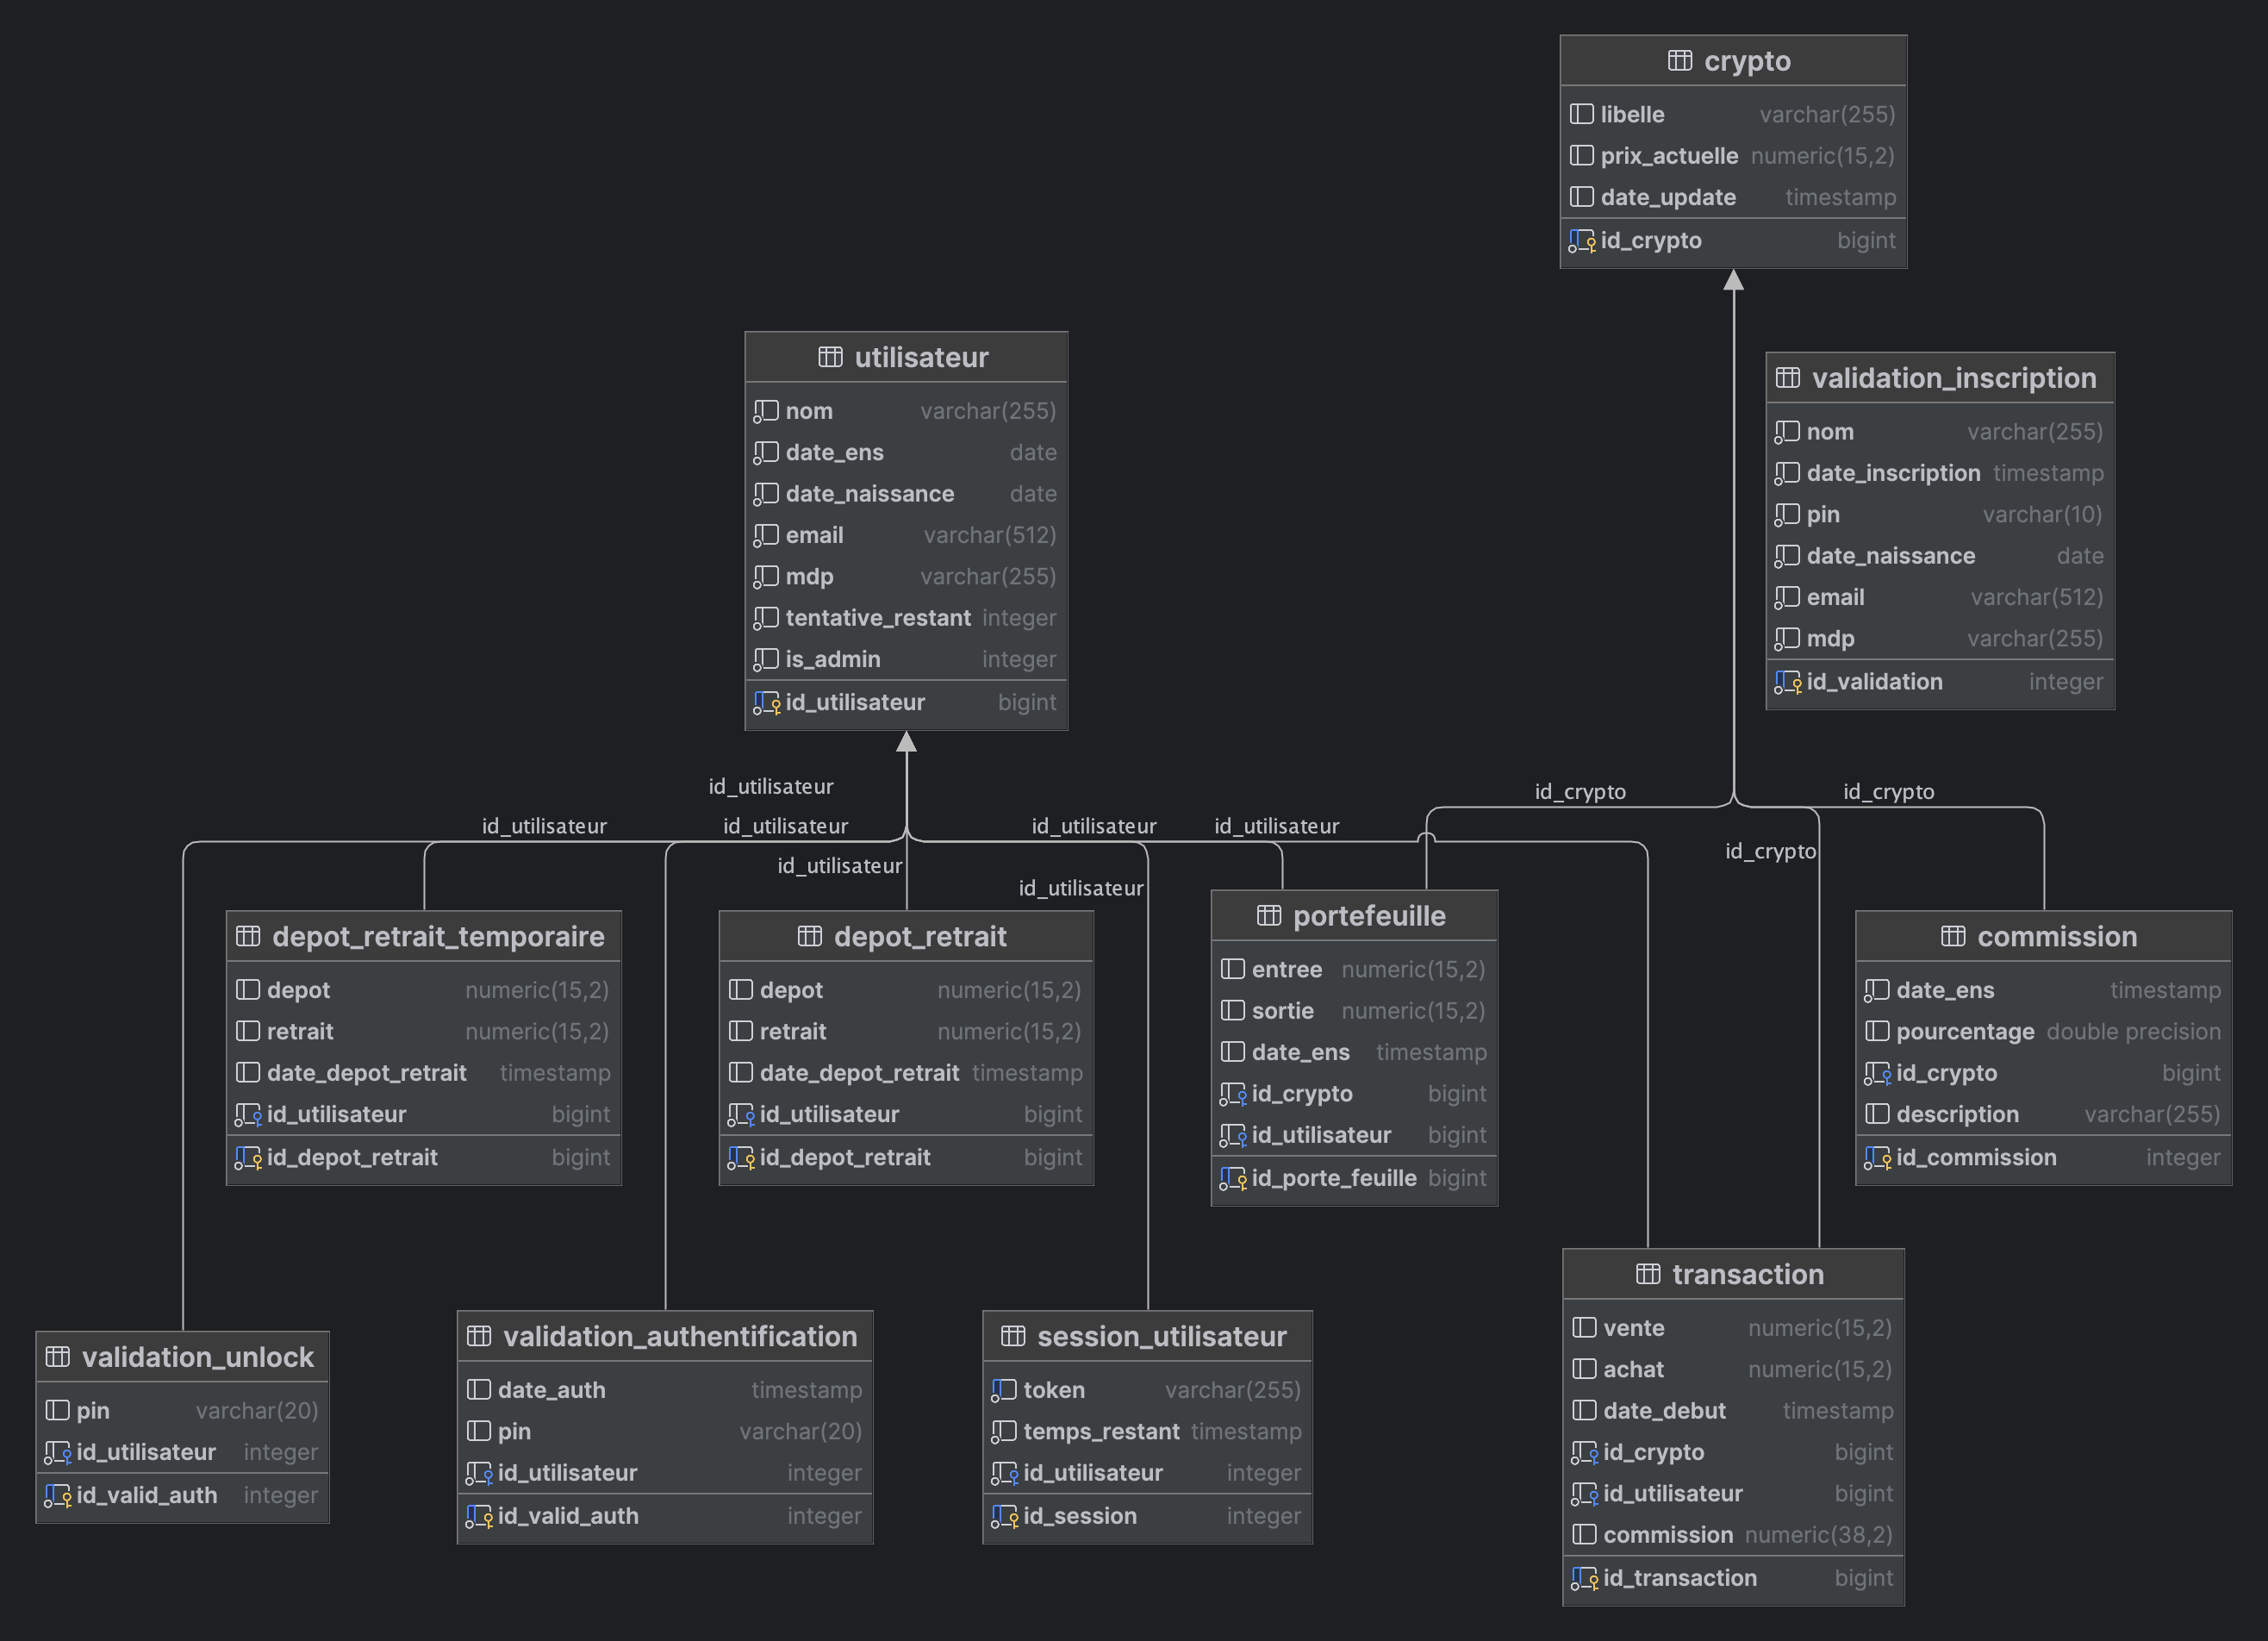 crypto
libelle varchar(255)
prix_actuelle numeric(15,2)
date_update timestamp
id_crypto bigint
utilisateur
nom varchar(255)
date_ens date
date_naissance date
email varchar(512)
mdp varchar(255)
tentative_restant integer
is_admin integer
id_utilisateur bigint
validation_inscription
nom varchar(255)
date_inscription timestamp
pin varchar(10)
date_naissance date
email varchar(512)
mdp varchar(255)
id_validation integer
id_utilisateur
id_crypto
id_crypto
id_utilisateur
id_utilisateur
id_utilisateur
id_utilisateur
id_crypto
id_utilisateur
id_utilisateur
depot_retrait_temporaire
depot numeric(15,2)
retrait numeric(15,2)
date_depot_retrait timestamp
id_utilisateur bigint
id_depot_retrait bigint
depot_retrait
depot numeric(15,2)
retrait numeric(15,2)
date_depot_retrait timestamp
id_utilisateur bigint
id_depot_retrait bigint
portefeuille
entree numeric(15,2)
sortie numeric(15,2)
date_ens timestamp
id_crypto bigint
id_utilisateur bigint
id_porte_feuille bigint
commission
date_ens timestamp
pourcentage double precision
id_crypto bigint
description varchar(255)
id_commission integer
validation_unlock
pin varchar(20)
id_utilisateur integer
id_valid_auth integer
validation_authentification
date_auth timestamp
pin varchar(20)
id_utilisateur integer
id_valid_auth integer
session_utilisateur
token varchar(255)
temps_restant timestamp
id_utilisateur integer
id_session integer
transaction
vente numeric(15,2)
achat numeric(15,2)
date_debut timestamp
id_crypto bigint
id_utilisateur bigint
commission numeric(38,2)
id_transaction bigint